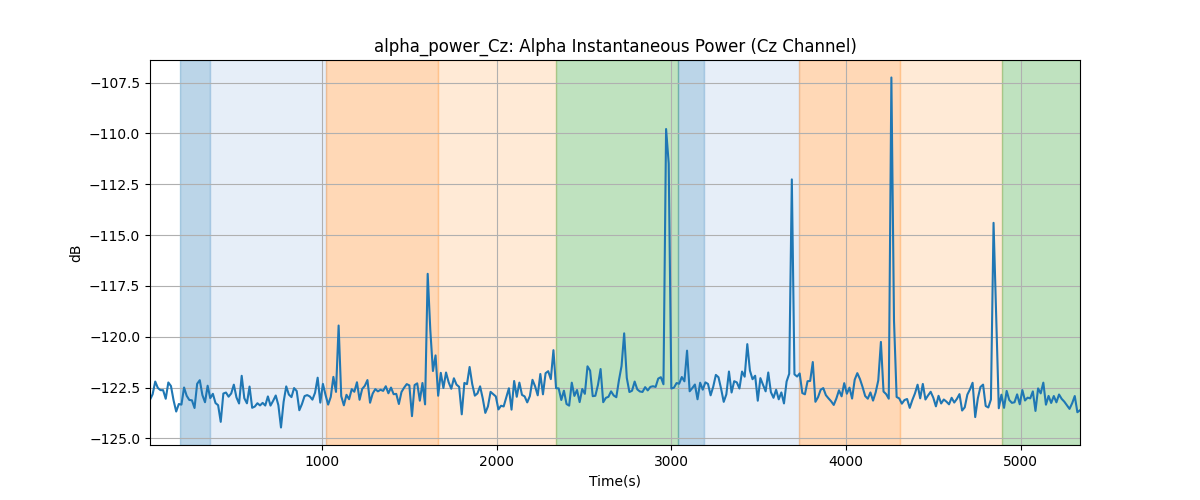 alpha_power_Cz: Alpha Instantaneous Power (Cz Channel)
dB
−107.5
−110.0
−112.5
−115.0
−117.5
−120.0
−122.5
−125.0
1000 2000 3000 4000 5000
Time(s)